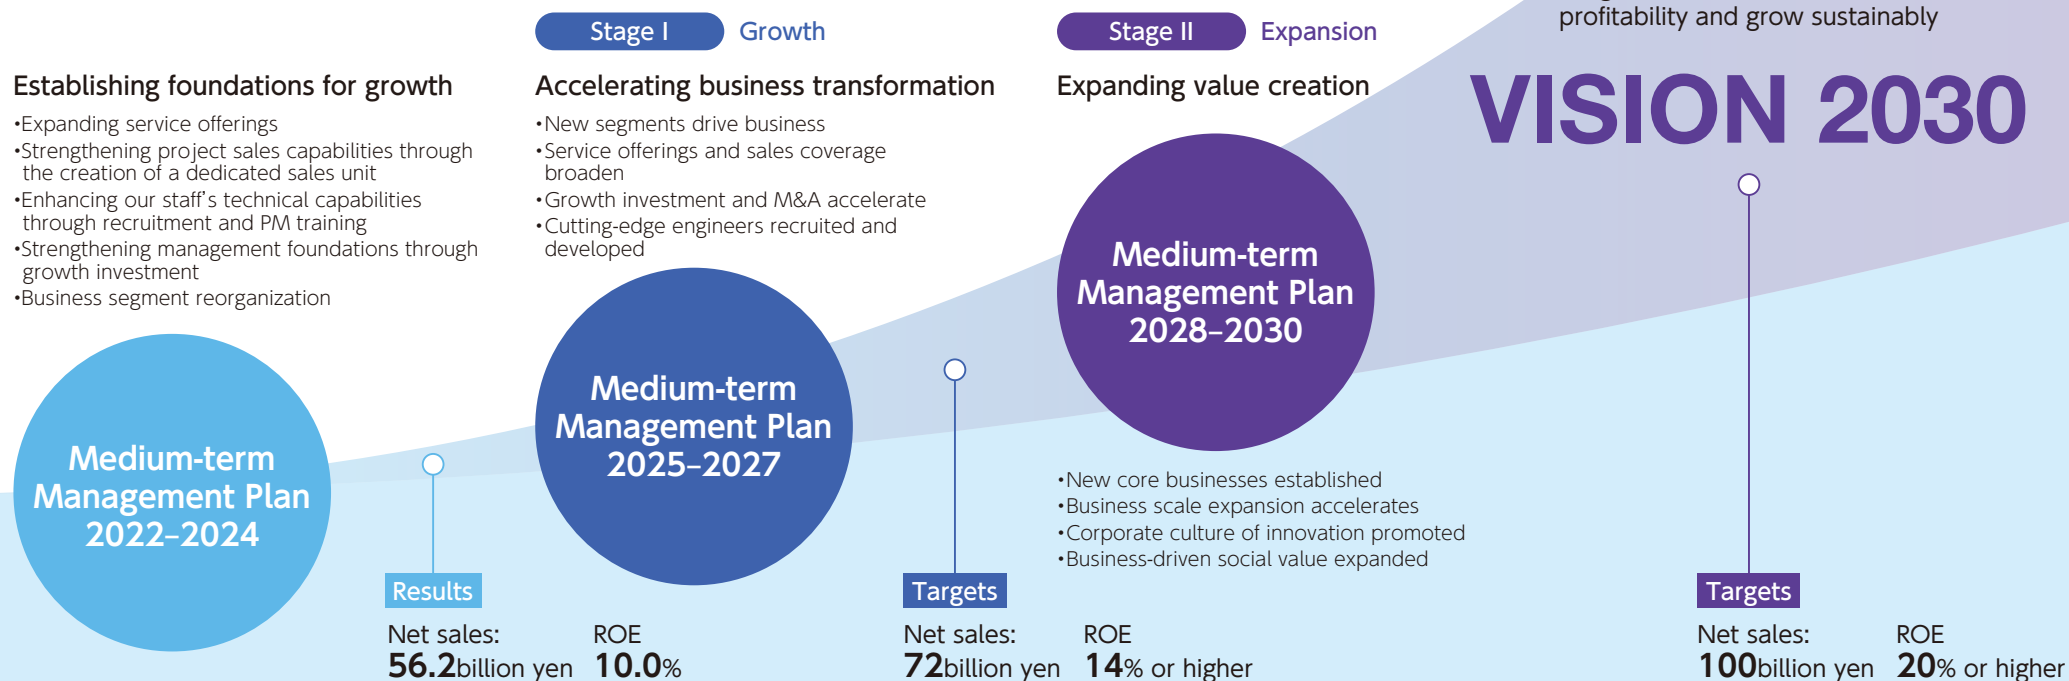 profitability and grow sustainably
VISION 2030
Establishing foundations for growth
・Expanding service offerings
・Strengthening project sales capabilities through
the creation of a dedicated sales unit
・Enhancing our staff's technical capabilities
through recruitment and PM training
・Strengthening management foundations through
growth investment
・Business segment reorganization
Medium-term
Management Plan
2022–2024
Results
Net sales:
56.2billion yen
ROE
10.0%
Stage I
Growth
Accelerating business transformation
・New segments drive business
・Service offerings and sales coverage
broaden
・Growth investment and M&A accelerate
・Cutting-edge engineers recruited and
developed
Medium-term
Management Plan
2025–2027
Targets
Net sales:
72billion yen
ROE
14% or higher
Stage II
Expansion
Expanding value creation
Medium-term
Management Plan
2028–2030
・New core businesses established
・Business scale expansion accelerates
・Corporate culture of innovation promoted
・Business-driven social value expanded
Targets
Net sales:
100billion yen
ROE
20% or higher